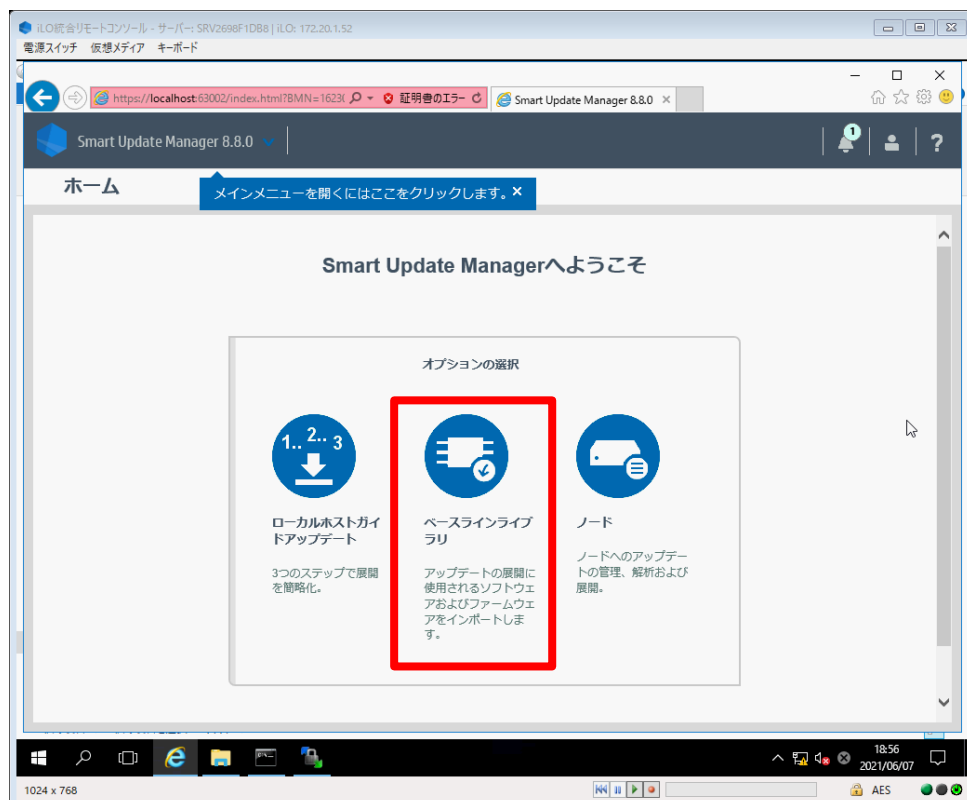 iLO統合リモートコンソール - サーバー: SRV2698F1DB8 | iLO: 172.20.1.52
電源スイッチ 仮想メディア キーボード
https://localhost:63002/index.html?BMN=1623(
証明書のエラー
Smart Update Manager 8.8.0
Smart Update Manager 8.8.0
1
?
ホーム
メインメニューを開くにはここをクリックします。 ×
Smart Update Managerへようこそ
オプションの選択
1.. 2.. 3
ローカルホストガイ
ドアップデート
3つのステップで展開
を簡略化。
ベースラインライブ
ラリ
アップデートの展開に
使用されるソフトウェ
アおよびファームウェ
アをインポートしま
す。
ノード
ノードへのアップデー
トの管理、解析および
展開。
18:56
2021/06/07
1024 x 768
AES